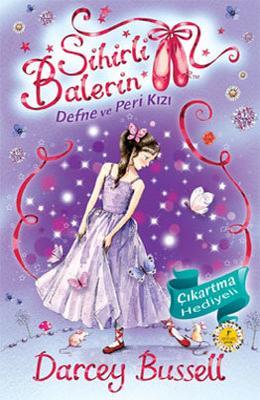 Sihirli
Balerin
Defne ve Peri Kızı
Çıkartma
Hediyeli
Darcey Bussell